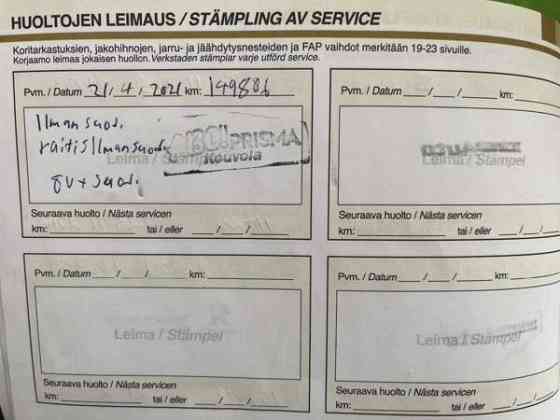 HUOLTOJEN LEIMAUS / STÄMPLING AV SERVICE
Koritarkastuksien, jakohihnojen, jarru- ja jäähdytysnesteiden ja FAP vaihdot merkitään 19-23 sivuille.
Korjaamo leimaa jokaisen huollon. Verkstaden stämplar varje utförd service.
Pvm. / Datum 21/4/2021 km: 149886
Ilmansuod.
raitisilmansuod.
PRISMA
Kouvola
Leima / Stämpel
öv+suod.
Seuraava huolto / Nästa servicen
km: tai / eller / /
Pvm. / Datum / / km:
Leima / Stämpel
Seuraava huolto / Nästa servicen
km: tai / eller / /
Pvm. / Datum / / km:
Leima / Stämpel
Seuraava huolto / Nästa servicen
km: tai / eller / /
Pvm. / Datum / / km:
Leima / Stämpel
Seuraava huolto / Nästa servicen
km: tai / eller / /